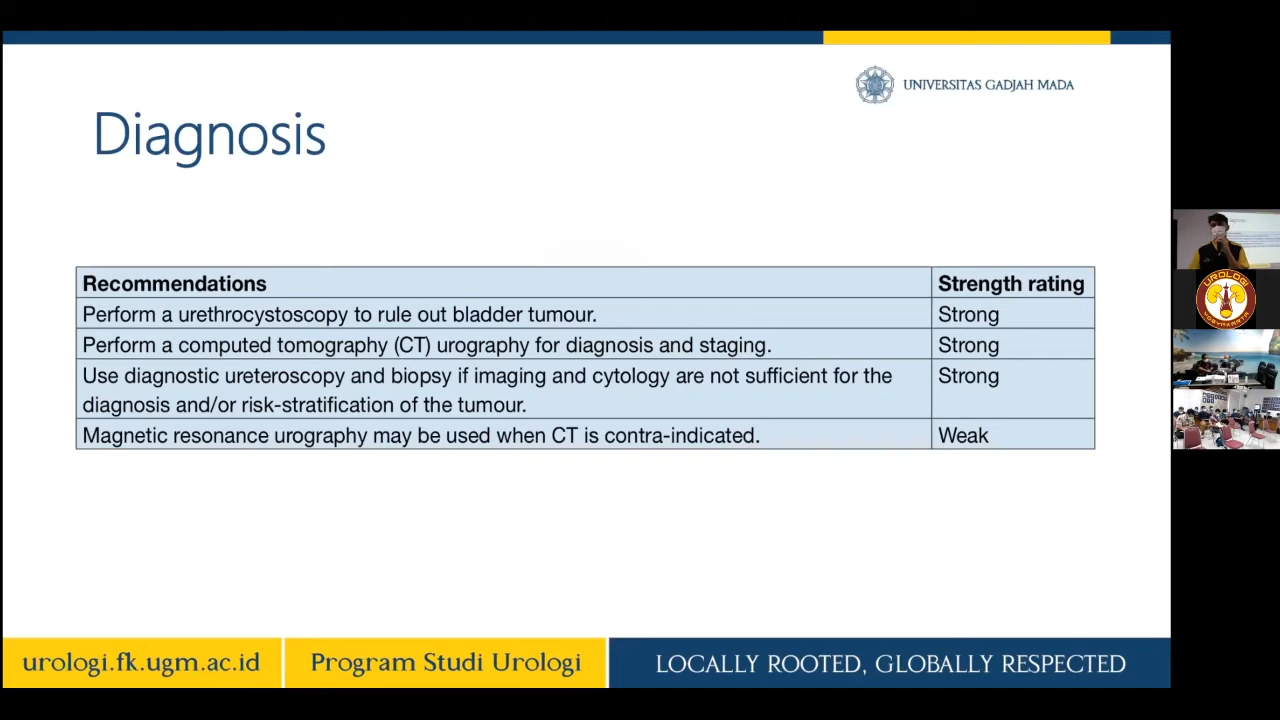 UNIVERSITAS GADJAH MADA
Diagnosis
Recommendations Strength rating
Perform a urethrocystoscopy to rule out bladder tumour. Strong
Perform a computed tomography (CT) urography for diagnosis and staging. Strong
Use diagnostic ureteroscopy and biopsy if imaging and cytology are not sufficient for the Strong
diagnosis and/or risk-stratification of the tumour.
Magnetic resonance urography may be used when CT is contra-indicated. Weak
UROLOGI
YOGYAKARTA
urologi.fk.ugm.ac.id Program Studi Urologi LOCALLY ROOTED, GLOBALLY RESPECTED